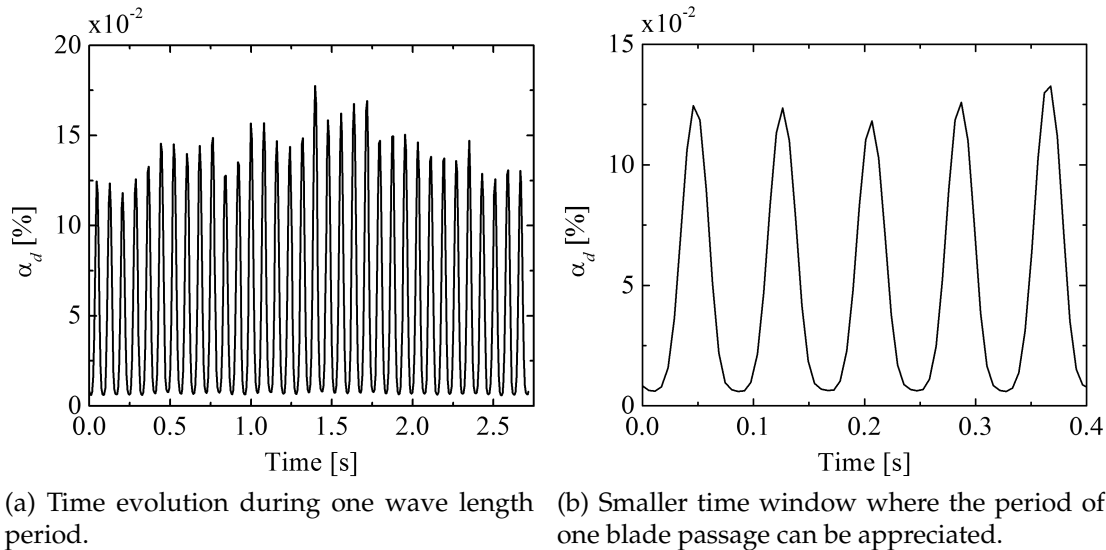 x10-2
20
15
10
5
0
αd [%]
0.0 0.5 1.0 1.5 2.0 2.5
Time [s]
(a) Time evolution during one wave length
period.
x10-2
15
10
5
0
αd [%]
0.0 0.1 0.2 0.3 0.4
Time [s]
(b) Smaller time window where the period of
one blade passage can be appreciated.